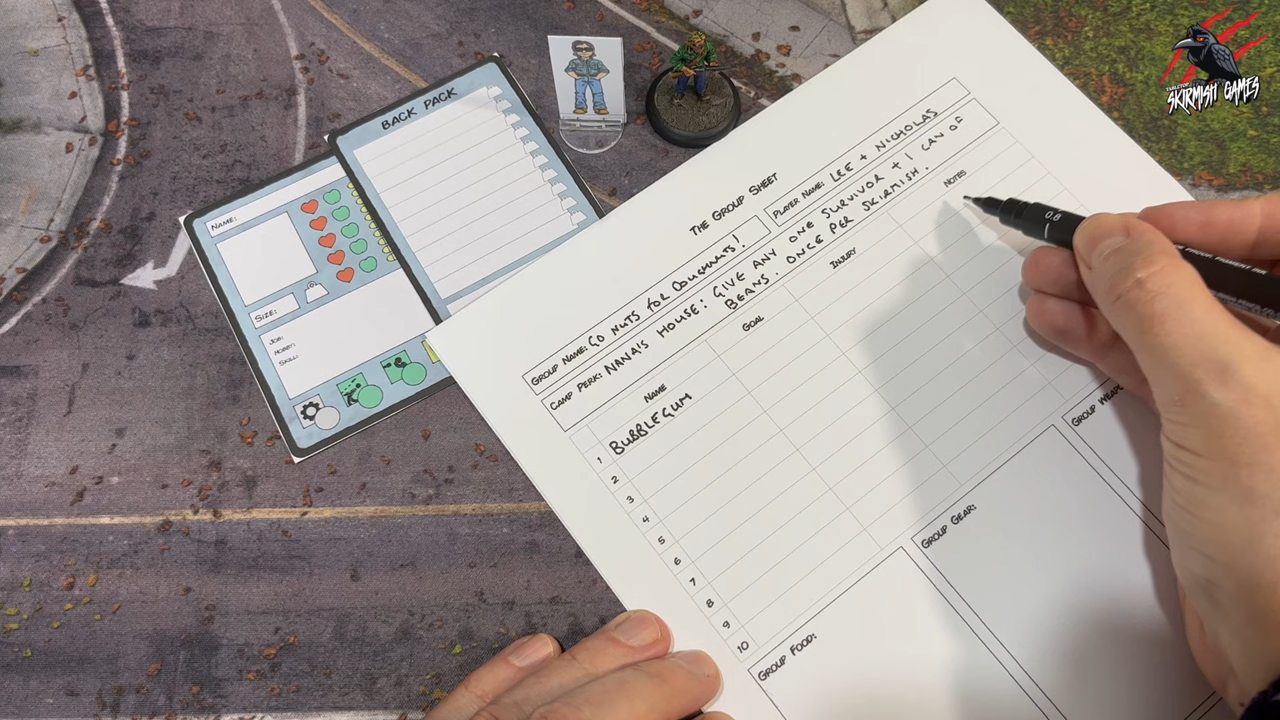 TABLETOP
SKIRMISH GAMES
BACK PACK
NAME:
SIZE:
JOB:
HOBBY:
SKILL:
THE GROUP SHEET
GROUP NAME: GO NUTS FOR DOUGHNUTS!
PLAYER NAME: LEE + NICHOLAS
CAMP PERK: NANA'S HOUSE: GIVE ANY ONE SURVIVOR + 1 CAN OF
BEANS. ONCE PER SKIRMISH.
NAME GOAL INJURY NOTES
1 BUBBLEGUM
2
3
4
5
6
7
8
9
10
GROUP FOOD:
GROUP GEAR:
GROUP
0.8